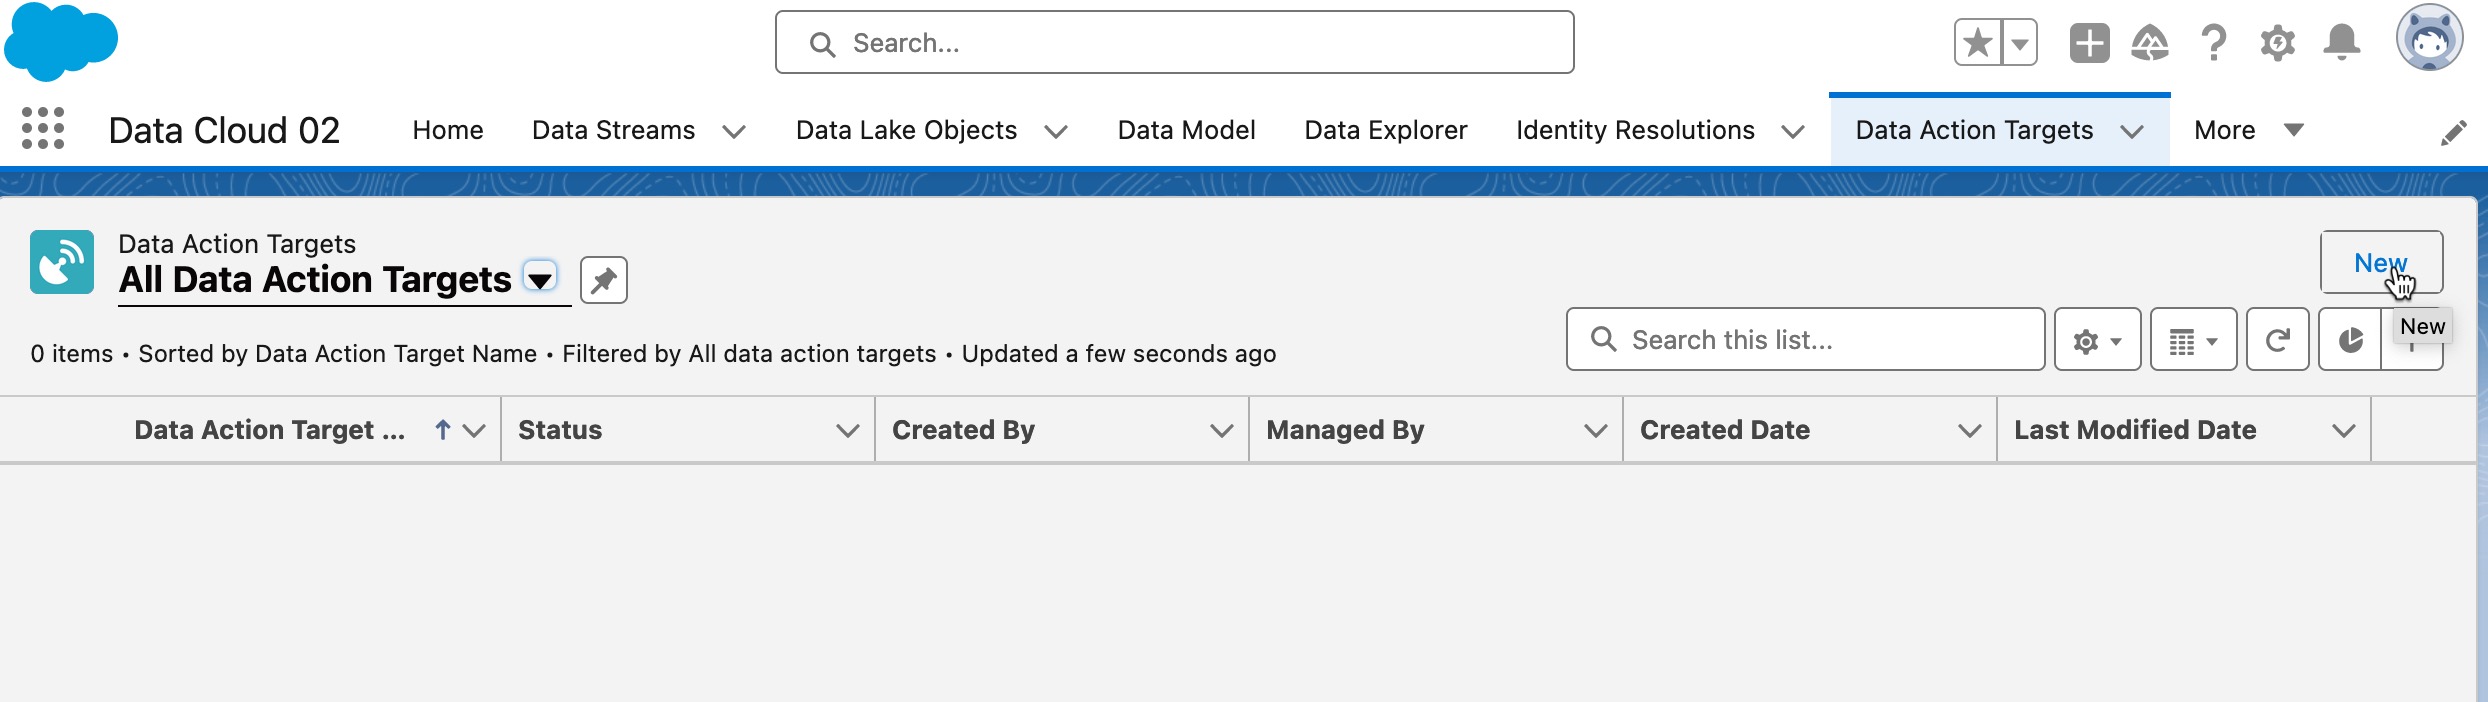 Search...
Data Cloud 02 Home Data Streams Data Lake Objects Data Model Data Explorer Identity Resolutions Data Action Targets More
Data Action Targets
All Data Action Targets
New
New
0 items • Sorted by Data Action Target Name • Filtered by All data action targets • Updated a few seconds ago
Search this list...
Data Action Target ... Status Created By Managed By Created Date Last Modified Date